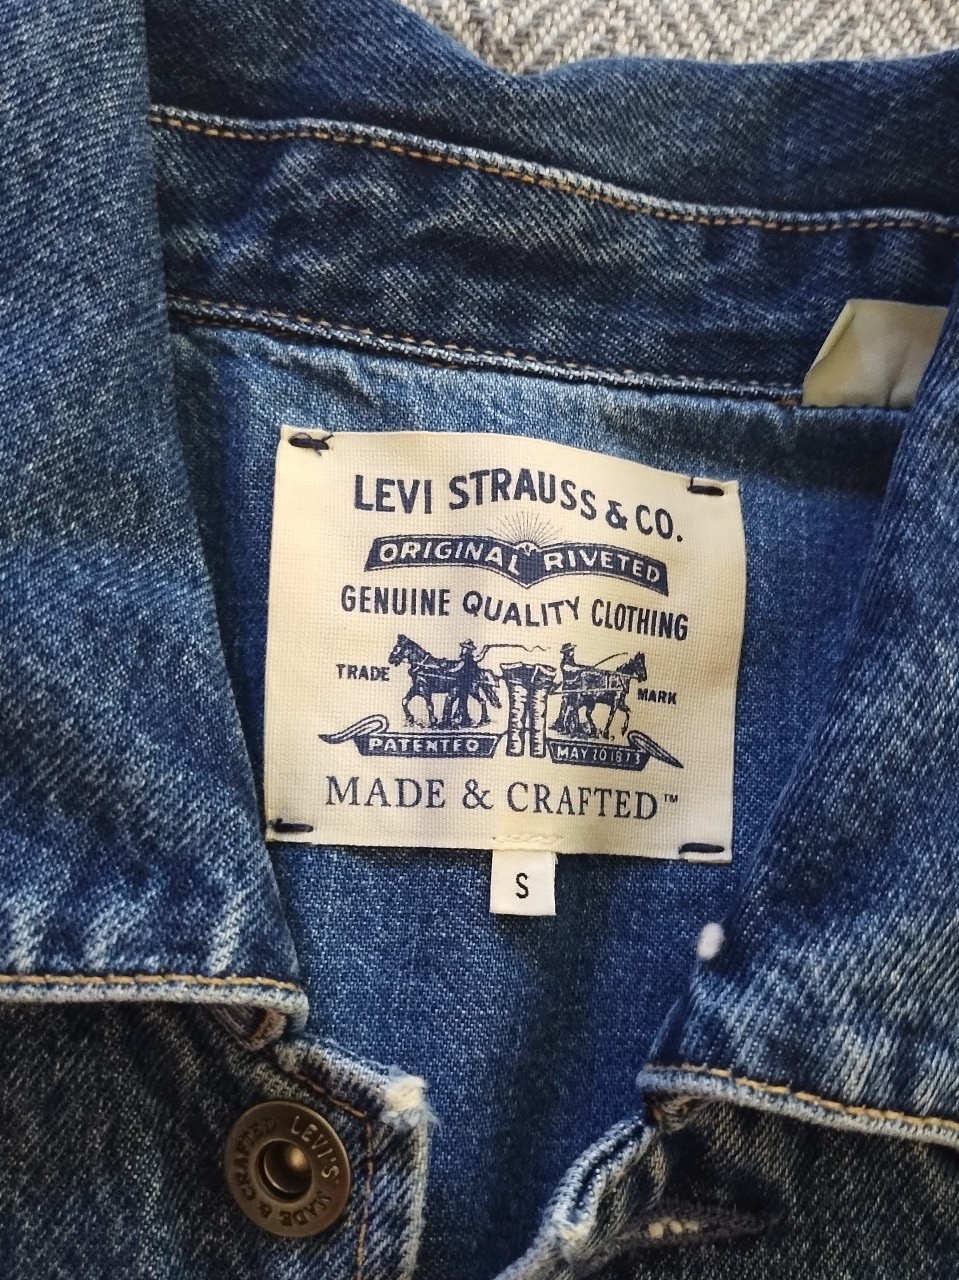 LEVI STRAUSS & CO.
ORIGINAL RIVETED
GENUINE QUALITY CLOTHING
TRADE MARK
PATENTED MAY 20 1873
MADE & CRAFTED™
S
LEVI'S MADE & CRAFTED